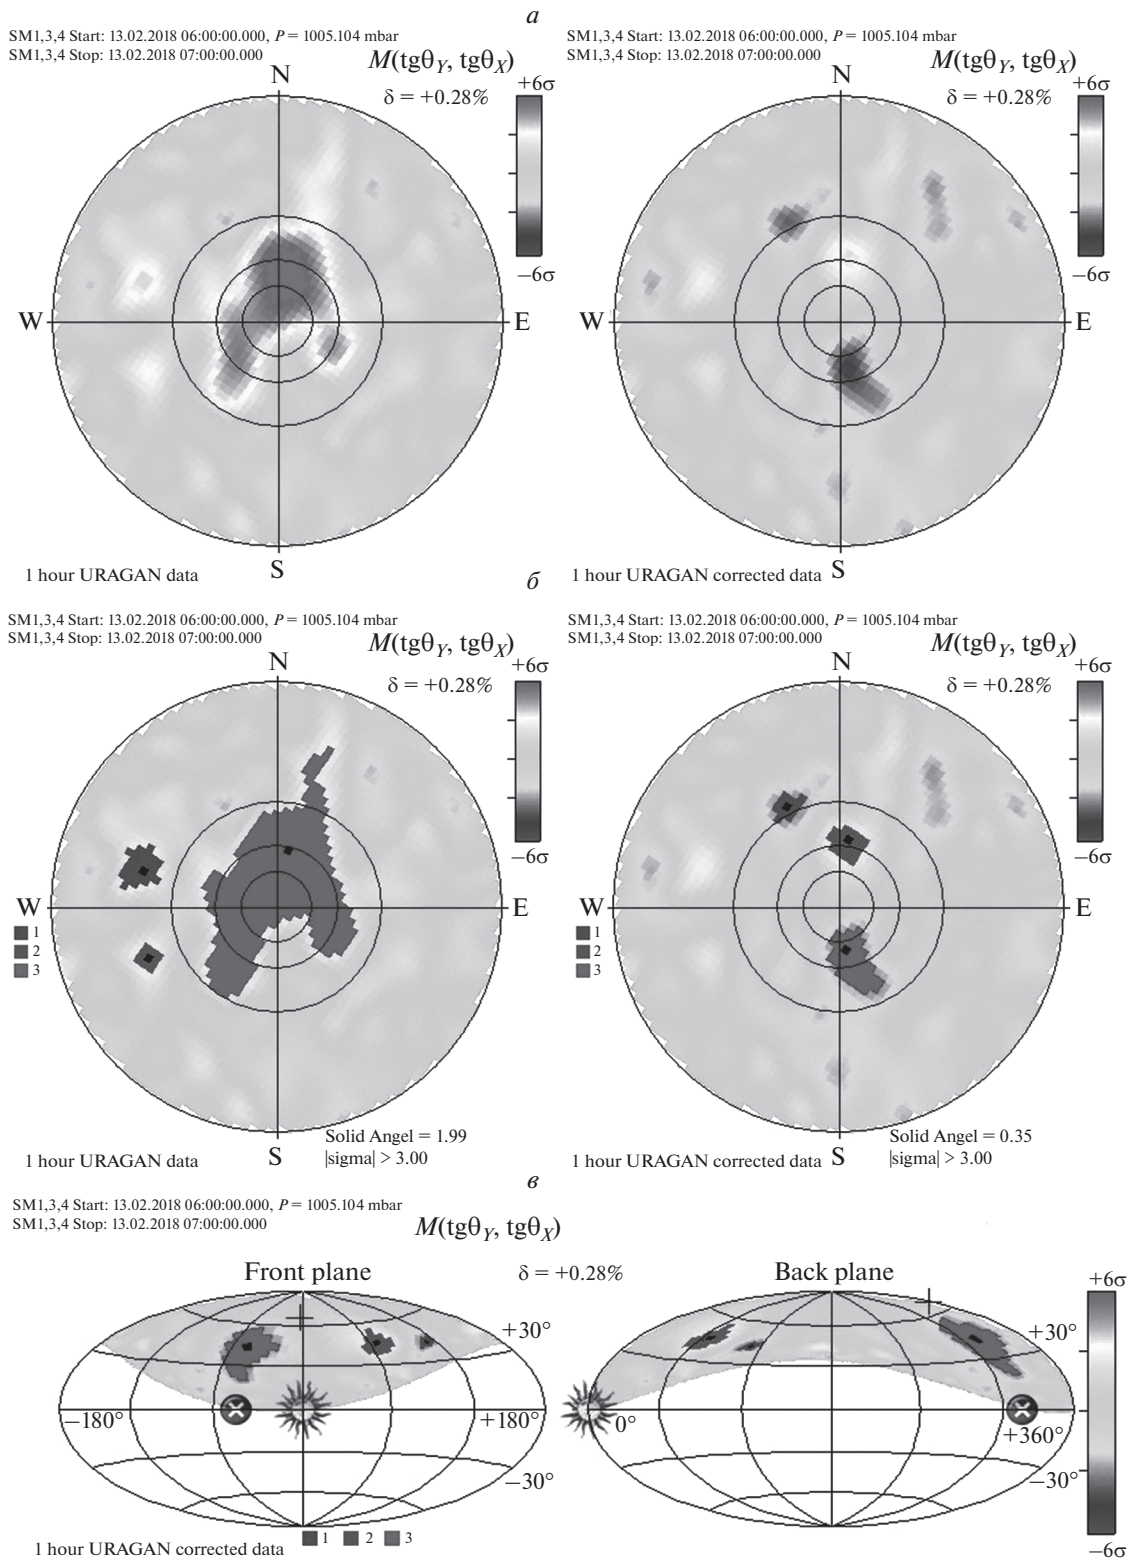 а
SM1,3,4 Start: 13.02.2018 06:00:00.000, P = 1005.104 mbar
SM1,3,4 Stop: 13.02.2018 07:00:00.000
M(tgθY, tgθX)
δ = +0.28%
N
+6σ
−6σ
W
E
S
1 hour URAGAN data
SM1,3,4 Start: 13.02.2018 06:00:00.000, P = 1005.104 mbar
SM1,3,4 Stop: 13.02.2018 07:00:00.000
M(tgθY, tgθX)
δ = +0.28%
N
+6σ
−6σ
W
E
S
1 hour URAGAN corrected data
б
SM1,3,4 Start: 13.02.2018 06:00:00.000, P = 1005.104 mbar
SM1,3,4 Stop: 13.02.2018 07:00:00.000
M(tgθY, tgθX)
δ = +0.28%
N
+6σ
−6σ
W
E
1
2
3
S
Solid Angel = 1.99
|sigma| > 3.00
1 hour URAGAN data
SM1,3,4 Start: 13.02.2018 06:00:00.000, P = 1005.104 mbar
SM1,3,4 Stop: 13.02.2018 07:00:00.000
M(tgθY, tgθX)
δ = +0.28%
N
+6σ
−6σ
W
E
1
2
3
S
Solid Angel = 0.35
|sigma| > 3.00
1 hour URAGAN corrected data
в
SM1,3,4 Start: 13.02.2018 06:00:00.000, P = 1005.104 mbar
SM1,3,4 Stop: 13.02.2018 07:00:00.000
M(tgθY, tgθX)
Front plane
δ = +0.28%
Back plane
+6σ
+30°
+30°
−180°
+180°
0°
+360°
−30°
−30°
−6σ
1 2 3
1 hour URAGAN corrected data